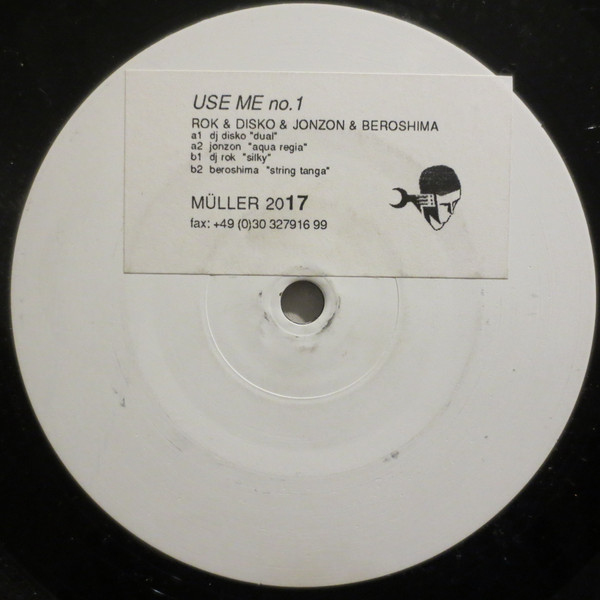 USE ME no.1
ROK & DISKO & JONZON & BEROSHIMA
a1 dj disko "dual"
a2 jonzon "aqua regia"
b1 dj rok "silky"
b2 beroshima "string tanga"
MÜLLER 2017
fax: +49 (0)30 327916 99